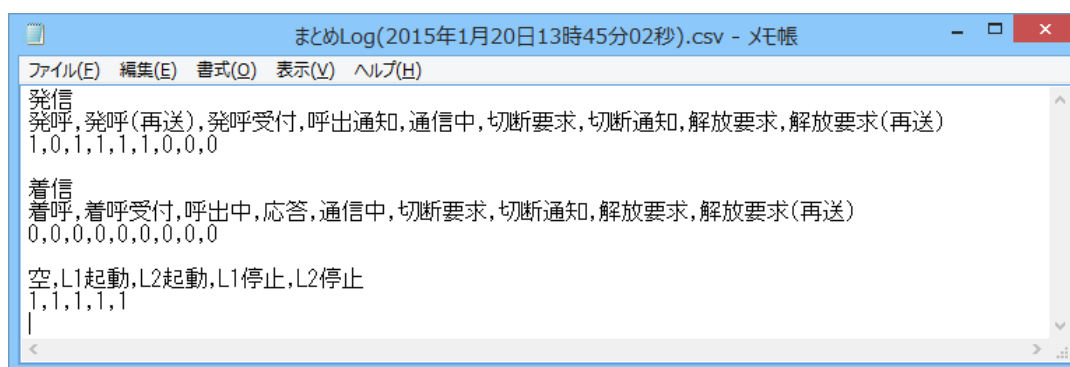 まとめLog(2015年1月20日13時45分02秒).csv - メモ帳
ファイル(F) 編集(E) 書式(O) 表示(V) ヘルプ(H)
発信
発呼,発呼(再送),発呼受付,呼出通知,通信中,切断要求,切断通知,解放要求,解放要求(再送)
1,0,1,1,1,1,0,0,0
着信
着呼,着呼受付,呼出中,応答,通信中,切断要求,切断通知,解放要求,解放要求(再送)
0,0,0,0,0,0,0,0,0
空,L1起動,L2起動,L1停止,L2停止
1,1,1,1,1